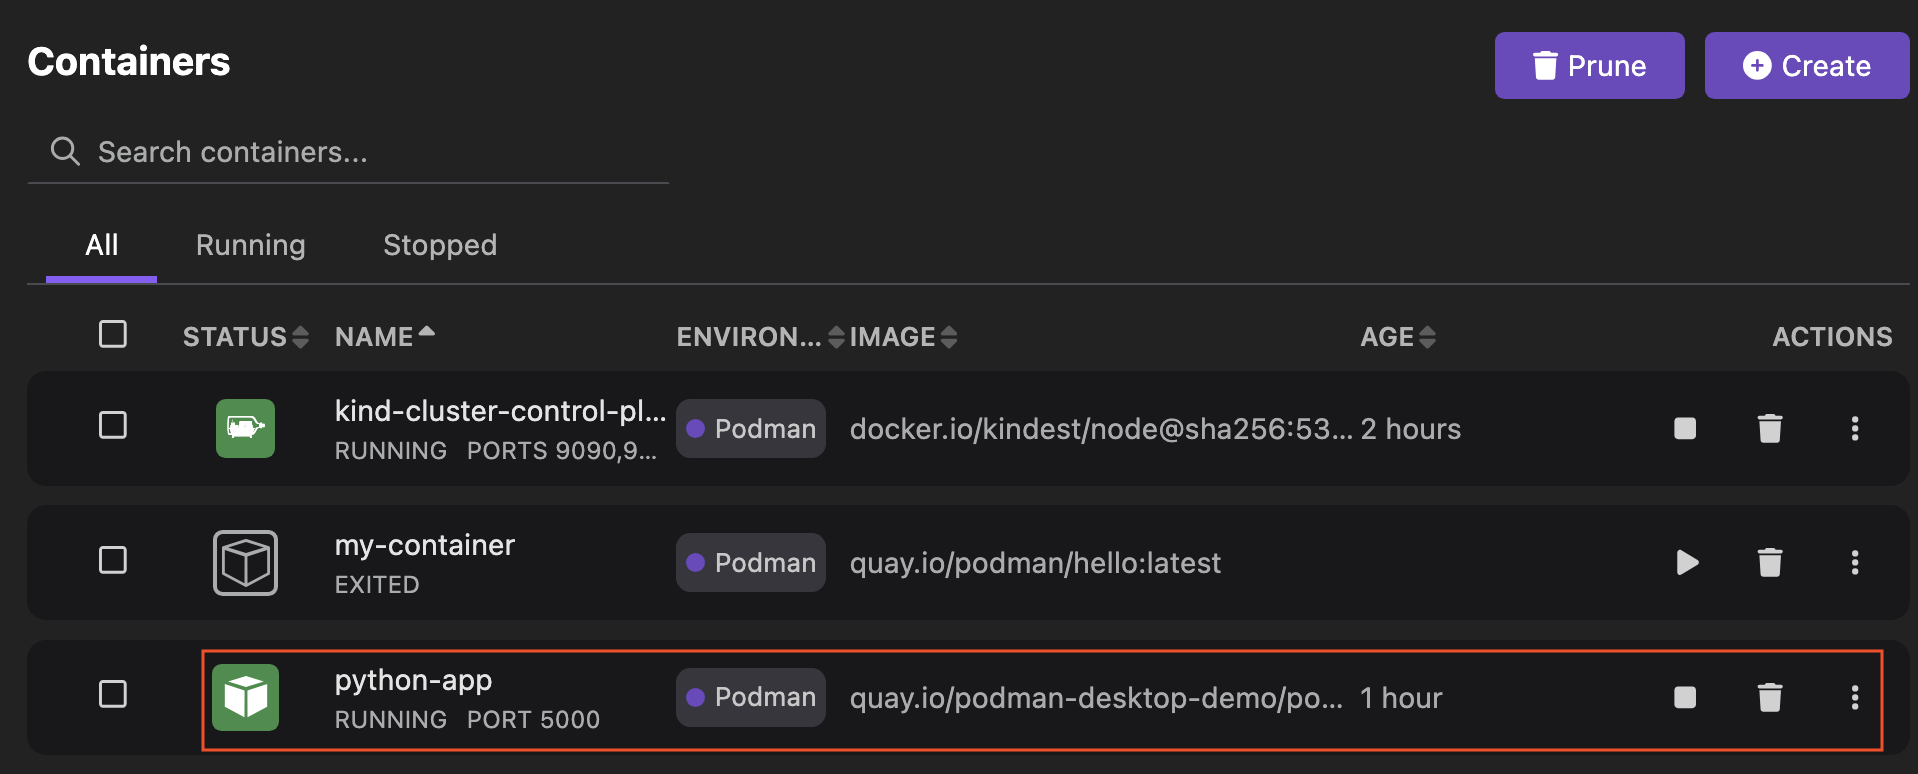 Containers
Prune
Create
Search containers...
All
Running
Stopped
STATUS NAME ENVIRON... IMAGE AGE ACTIONS
kind-cluster-control-pl...
RUNNING PORTS 9090,9...
Podman
docker.io/kindest/node@sha256:53...
2 hours
my-container
EXITED
Podman
quay.io/podman/hello:latest
python-app
RUNNING PORT 5000
Podman
quay.io/podman-desktop-demo/po...
1 hour